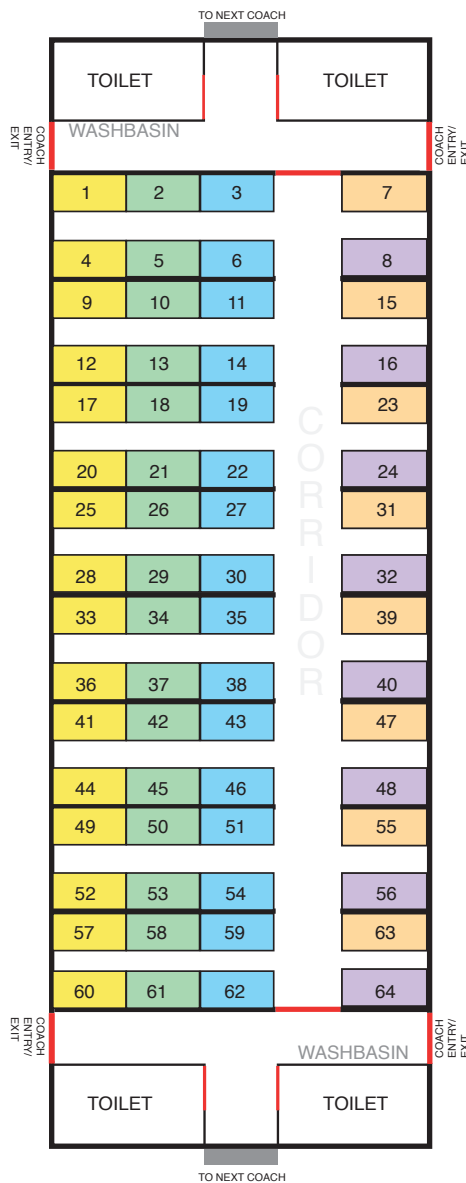 TO NEXT COACH
TOILET TOILET
COACH
ENTRY/
EXIT
WASHBASIN
COACH
ENTRY/
EXIT
1 2 3 7
4 5 6 8
9 10 11 15
12 13 14 16
17 18 19 23
20 21 22 24
25 26 27 31
28 29 30 32
33 34 35 39
36 37 38 40
41 42 43 47
44 45 46 48
49 50 51 55
52 53 54 56
57 58 59 63
60 61 62 64
CORRIDOR
COACH
ENTRY/
EXIT
WASHBASIN
COACH
ENTRY/
EXIT
TOILET TOILET
TO NEXT COACH